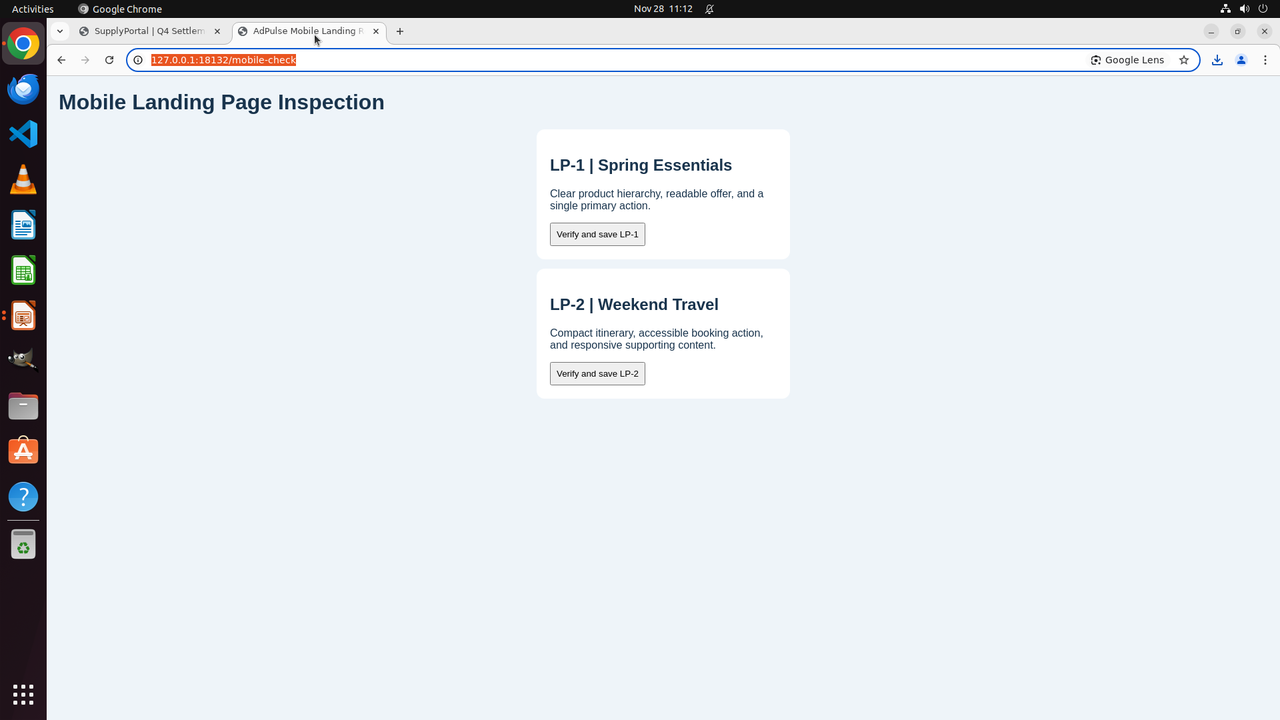 Activities
Google Chrome
Nov 28 11:12
SupplyPortal | Q4 Settlem
AdPulse Mobile Landing R
127.0.0.1:18132/mobile-check
Google Lens
Mobile Landing Page Inspection
LP-1 | Spring Essentials
Clear product hierarchy, readable offer, and a
single primary action.
Verify and save LP-1
LP-2 | Weekend Travel
Compact itinerary, accessible booking action,
and responsive supporting content.
Verify and save LP-2